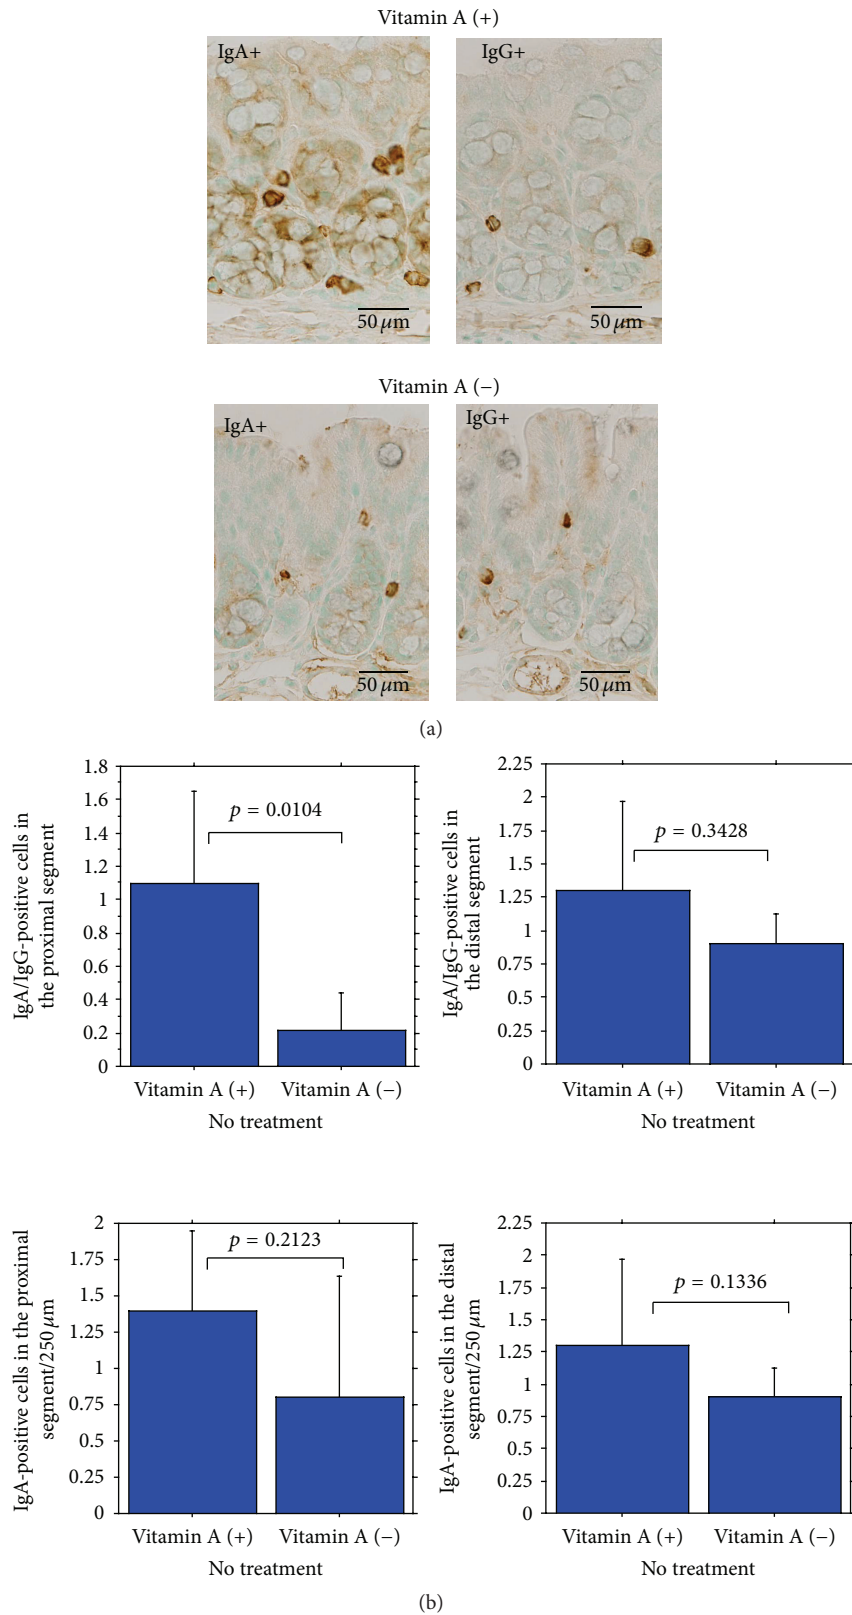 Vitamin A (+)
IgA+
IgG+
50 μm
50 μm
Vitamin A (−)
IgA+
IgG+
50 μm
50 μm
(a)
IgA/IgG-positive cells in
the proximal segment
1.8
1.6
1.4
1.2
1
0.8
0.6
0.4
0.2
0
p = 0.0104
Vitamin A (+)
Vitamin A (−)
No treatment
IgA/IgG-positive cells in
the distal segment
2.25
2
1.75
1.5
1.25
1
0.75
0.5
0.25
0
p = 0.3428
Vitamin A (+)
Vitamin A (−)
No treatment
IgA-positive cells in the proximal
segment/250 μm
2
1.75
1.5
1.25
1
0.75
0.5
0.25
0
p = 0.2123
Vitamin A (+)
Vitamin A (−)
No treatment
IgA-positive cells in the distal
segment/250 μm
2.25
2
1.75
1.5
1.25
1
0.75
0.5
0.25
0
p = 0.1336
Vitamin A (+)
Vitamin A (−)
No treatment
(b)